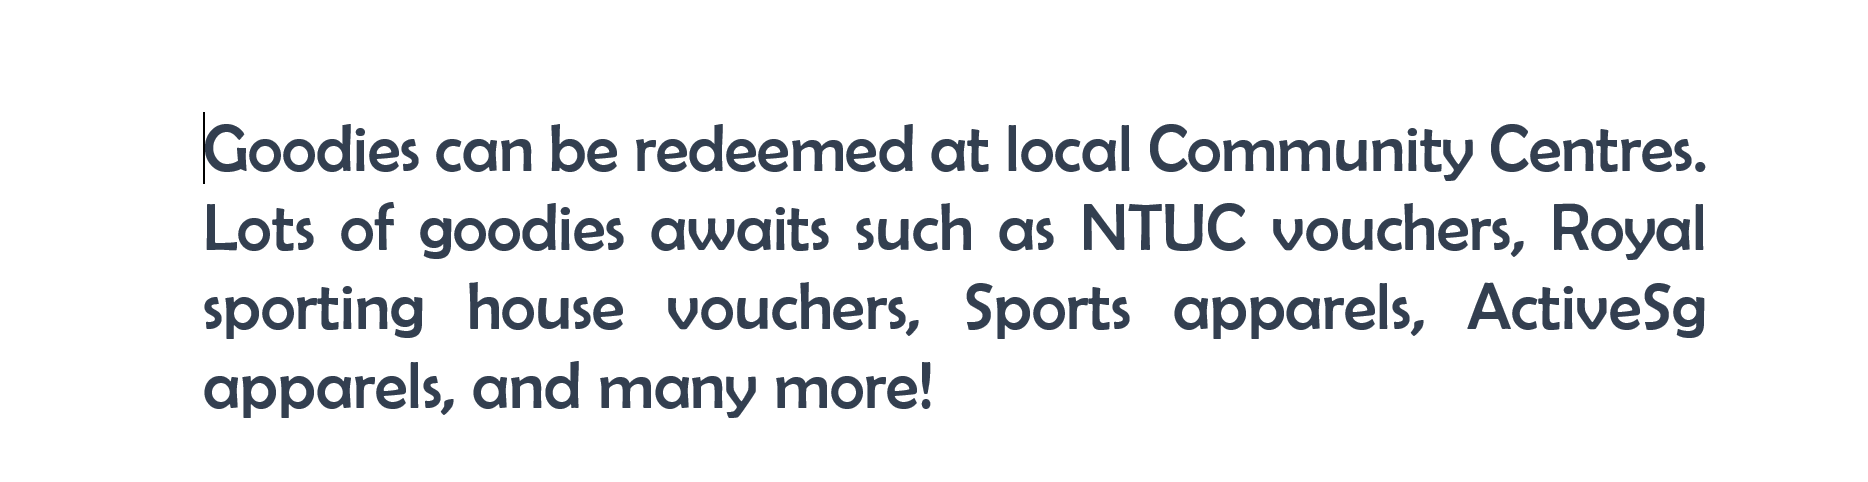 Goodies can be redeemed at local Community Centres.
Lots of goodies awaits such as NTUC vouchers, Royal
sporting house vouchers, Sports apparels, ActiveSg
apparels, and many more!